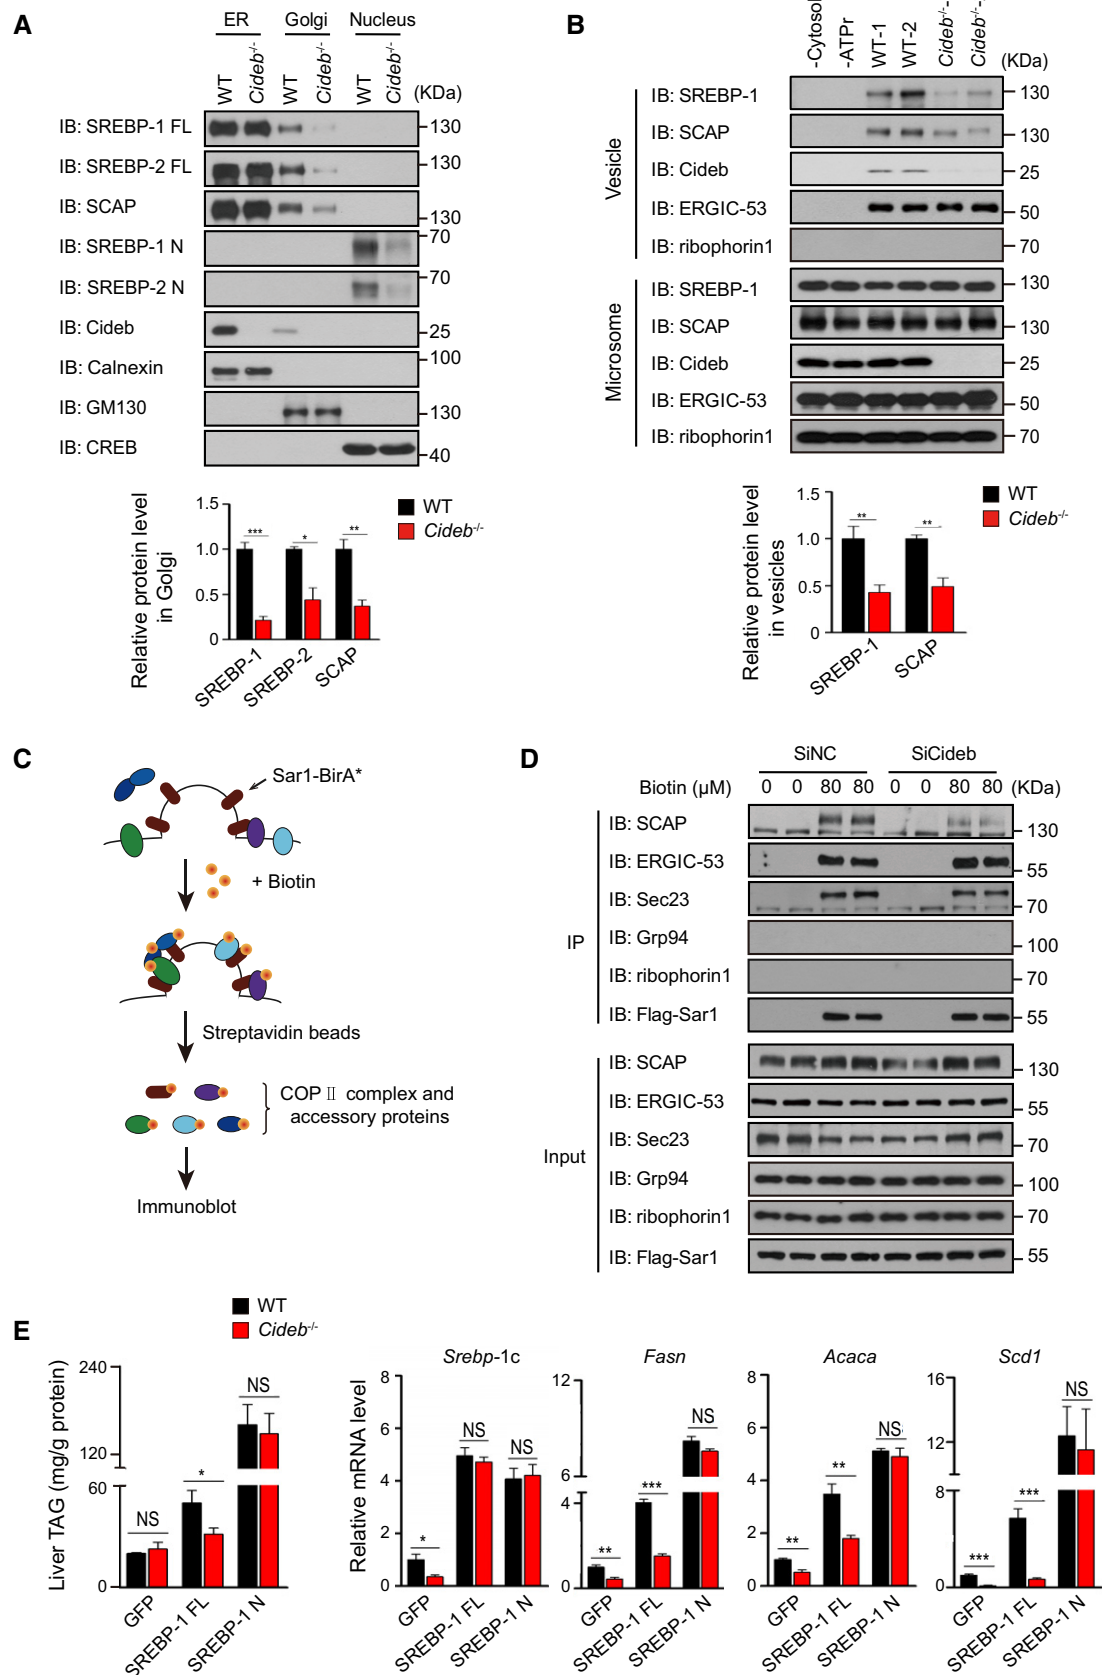 A
ER Golgi Nucleus
WT Cideb-/- WT Cideb-/- WT Cideb-/- (KDa)
IB: SREBP-1 FL 130
IB: SREBP-2 FL 130
IB: SCAP 130
IB: SREBP-1 N 70
IB: SREBP-2 N 70
IB: Cideb 25
IB: Calnexin 100
IB: GM130 130
IB: CREB 40
Relative protein level
in Golgi
1.5
1.0
0.5
0
*** * **
SREBP-1 SREBP-2 SCAP
WT
Cideb-/-
B
-Cytosol -ATPr WT-1 WT-2 Cideb-/-- Cideb-/-- (KDa)
Vesicle
IB: SREBP-1 130
IB: SCAP 130
IB: Cideb 25
IB: ERGIC-53 50
IB: ribophorin1 70
Microsome
IB: SREBP-1 130
IB: SCAP 130
IB: Cideb 25
IB: ERGIC-53 50
IB: ribophorin1 70
Relative protein level
in vesicles
1.5
1.0
0.5
0
** **
SREBP-1 SCAP
WT
Cideb-/-
C
Sar1-BirA*
+ Biotin
Streptavidin beads
COP II complex and
accessory proteins
Immunoblot
D
SiNC SiCideb
Biotin (µM) 0 0 80 80 0 0 80 80 (KDa)
IP
IB: SCAP 130
IB: ERGIC-53 55
IB: Sec23 70
IB: Grp94 100
IB: ribophorin1 70
IB: Flag-Sar1 55
Input
IB: SCAP 130
IB: ERGIC-53 55
IB: Sec23 70
IB: Grp94 100
IB: ribophorin1 70
IB: Flag-Sar1 55
E
WT
Cideb-/-
Liver TAG (mg/g protein)
240
120
60
0
NS * NS
GFP SREBP-1 FL SREBP-1 N
Relative mRNA level
Srebp-1c
8
6
4
2
0
* NS NS
GFP SREBP-1 FL SREBP-1 N
Fasn
12
6
4
0
** *** NS
GFP SREBP-1 FL SREBP-1 N
Acaca
8
6
4
2
0
** ** NS
GFP SREBP-1 FL SREBP-1 N
Scd1
16
12
8
0
*** *** NS
GFP SREBP-1 FL SREBP-1 N